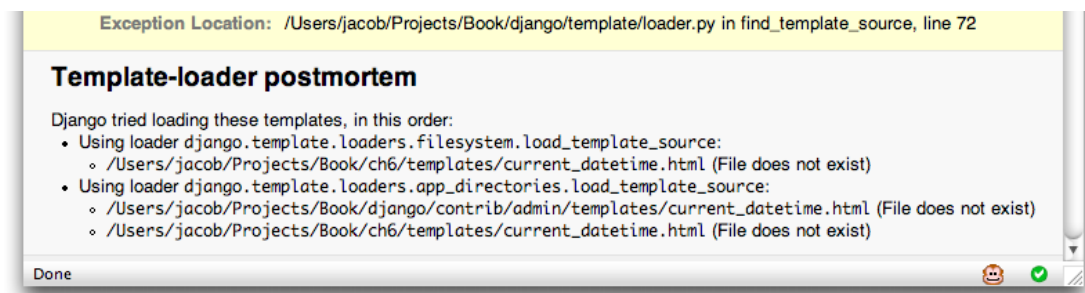 Exception Location: /Users/jacob/Projects/Book/django/template/loader.py in find_template_source, line 72
Template-loader postmortem
Django tried loading these templates, in this order:
• Using loader django.template.loaders.filesystem.load_template_source:
◦ /Users/jacob/Projects/Book/ch6/templates/current_datetime.html (File does not exist)
• Using loader django.template.loaders.app_directories.load_template_source:
◦ /Users/jacob/Projects/Book/django/contrib/admin/templates/current_datetime.html (File does not exist)
◦ /Users/jacob/Projects/Book/ch6/templates/current_datetime.html (File does not exist)
Done